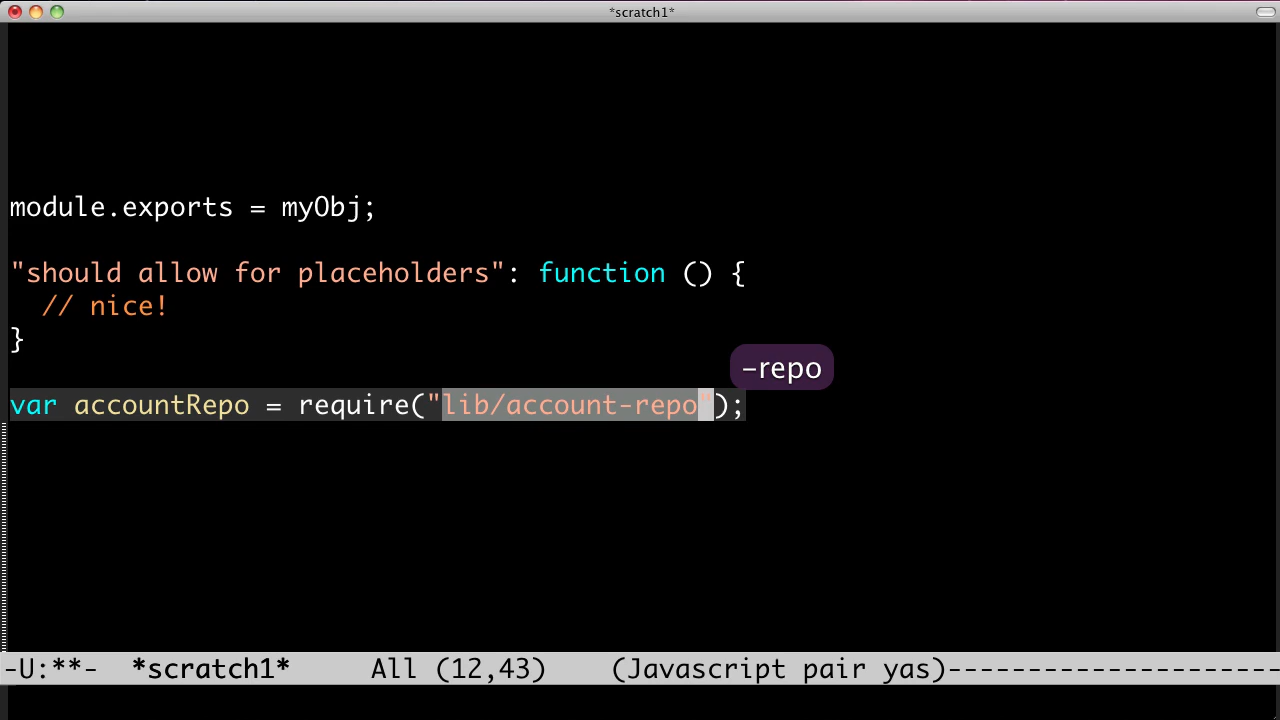 *scratch1*
module.exports = myObj;
"should allow for placeholders": function () {
// nice!
}
-repo
var accountRepo = require("lib/account-repo");
-U:**-  *scratch1*     All (12,43)    (Javascript pair yas)---------------------